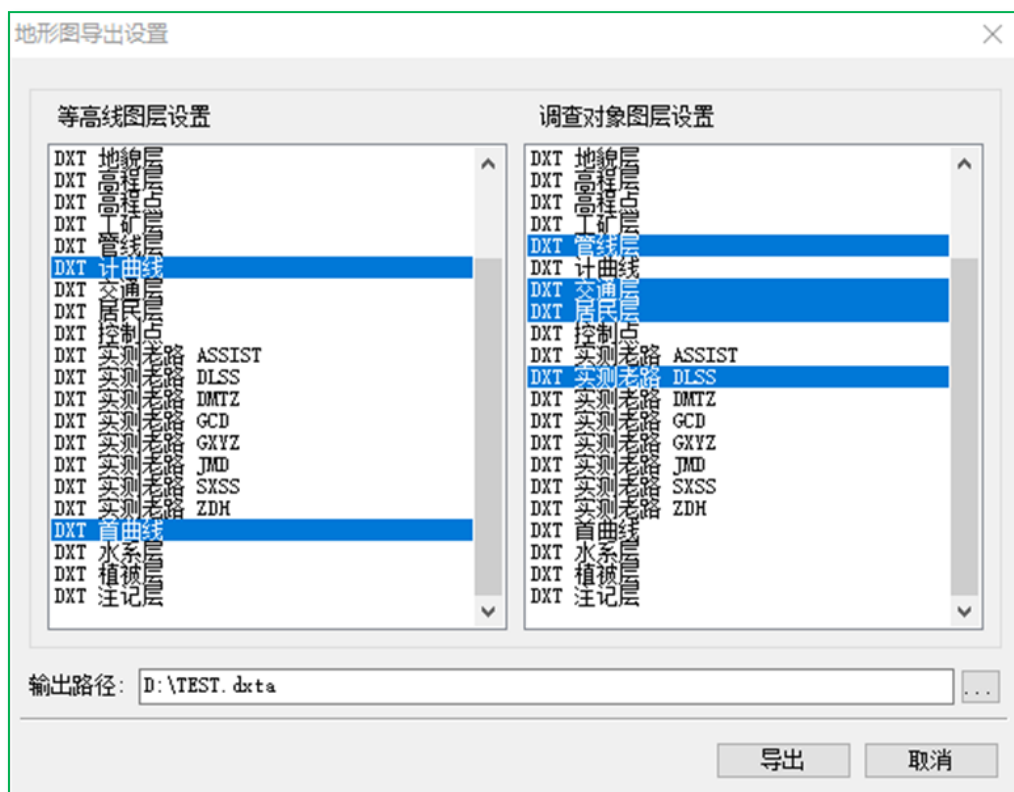 地形图导出设置
等高线图层设置
DXT 地貌层
DXT 高程层
DXT 高程点
DXT 工矿层
DXT 管线层
DXT 计曲线
DXT 交通层
DXT 居民层
DXT 控制点
DXT 实测老路 ASSIST
DXT 实测老路 DLSS
DXT 实测老路 DMTZ
DXT 实测老路 GCD
DXT 实测老路 GXYZ
DXT 实测老路 JMD
DXT 实测老路 SXSS
DXT 实测老路 ZDH
DXT 首曲线
DXT 水系层
DXT 植被层
DXT 注记层
调查对象图层设置
DXT 地貌层
DXT 高程层
DXT 高程点
DXT 工矿层
DXT 管线层
DXT 计曲线
DXT 交通层
DXT 居民层
DXT 控制点
DXT 实测老路 ASSIST
DXT 实测老路 DLSS
DXT 实测老路 DMTZ
DXT 实测老路 GCD
DXT 实测老路 GXYZ
DXT 实测老路 JMD
DXT 实测老路 SXSS
DXT 实测老路 ZDH
DXT 首曲线
DXT 水系层
DXT 植被层
DXT 注记层
输出路径: D:\TEST.dxta ...
导出 取消